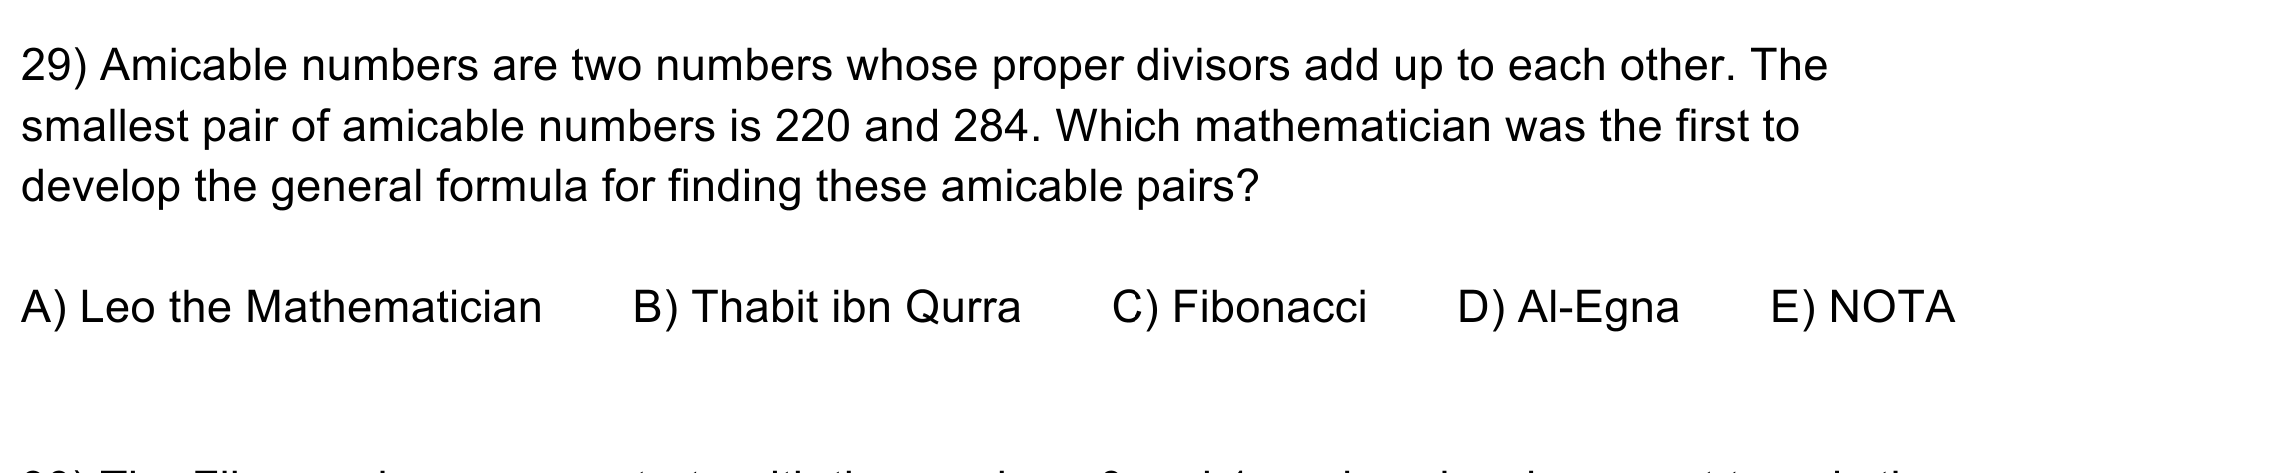 29) Amicable numbers are two numbers whose proper divisors add up to each other. The
smallest pair of amicable numbers is 220 and 284. Which mathematician was the first to
develop the general formula for finding these amicable pairs?
A) Leo the Mathematician B) Thabit ibn Qurra C) Fibonacci D) Al-Egna E) NOTA